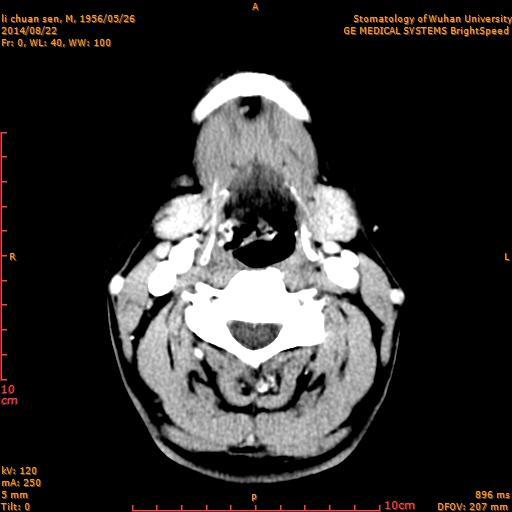 A
li chuan sen, M, 1956/05/26
Stomatology of Wuhan University
2014/08/22
GE MEDICAL SYSTEMS BrightSpeed
Fr: 0, WL: 40, WW: 100
R
L
10
cm
kV: 120
mA: 250
5 mm
Tilt: 0
P
10cm
896 ms
DFOV: 207 mm